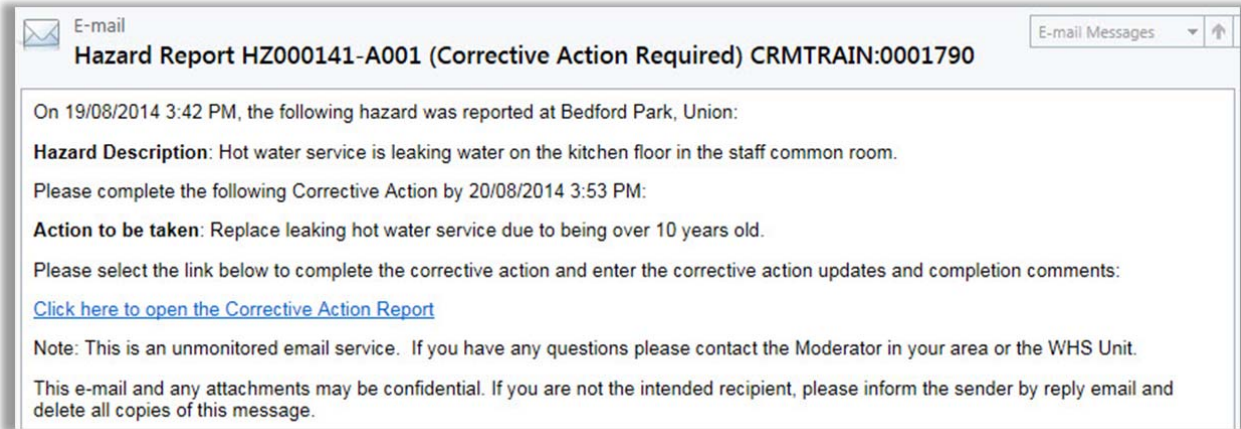 E-mail
Hazard Report HZ000141-A001 (Corrective Action Required) CRMTRAIN:0001790
E-mail Messages
On 19/08/2014 3:42 PM, the following hazard was reported at Bedford Park, Union:
Hazard Description: Hot water service is leaking water on the kitchen floor in the staff common room.
Please complete the following Corrective Action by 20/08/2014 3:53 PM:
Action to be taken: Replace leaking hot water service due to being over 10 years old.
Please select the link below to complete the corrective action and enter the corrective action updates and completion comments:
Click here to open the Corrective Action Report
Note: This is an unmonitored email service.  If you have any questions please contact the Moderator in your area or the WHS Unit.
This e-mail and any attachments may be confidential. If you are not the intended recipient, please inform the sender by reply email and
delete all copies of this message.